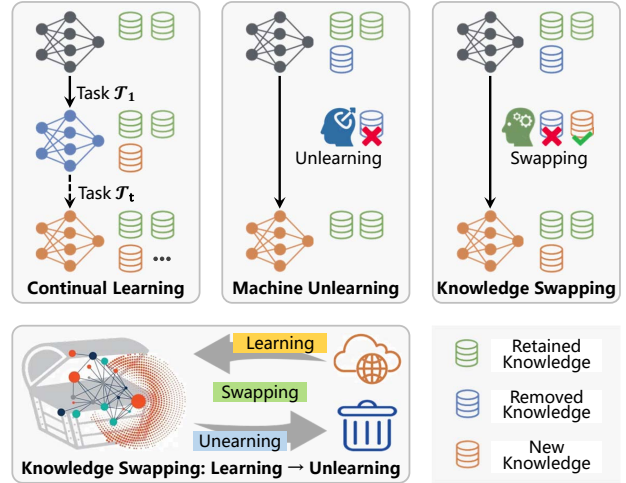 Task 𝒯₁
Task 𝒯ₜ
...
Continual Learning
Unlearning
Machine Unlearning
Swapping
Knowledge Swapping
Learning
Swapping
Unearning
Knowledge Swapping: Learning → Unlearning
Retained
Knowledge
Removed
Knowledge
New
Knowledge